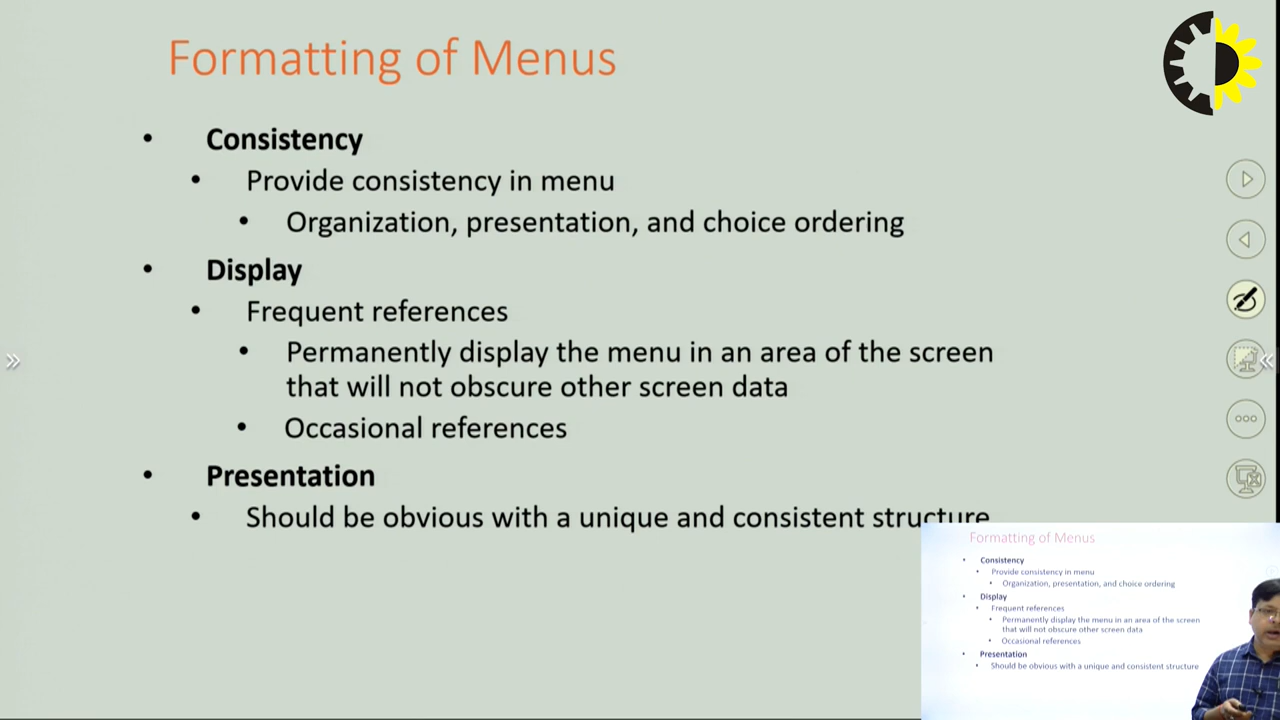 Formatting of Menus
• Consistency
• Provide consistency in menu
• Organization, presentation, and choice ordering
• Display
• Frequent references
• Permanently display the menu in an area of the screen
that will not obscure other screen data
• Occasional references
• Presentation
• Should be obvious with a unique and consistent structure
Formatting of Menus
• Consistency
• Provide consistency in menu
• Organization, presentation, and choice ordering
• Display
• Frequent references
• Permanently display the menu in an area of the screen
that will not obscure other screen data
• Occasional references
• Presentation
• Should be obvious with a unique and consistent structure